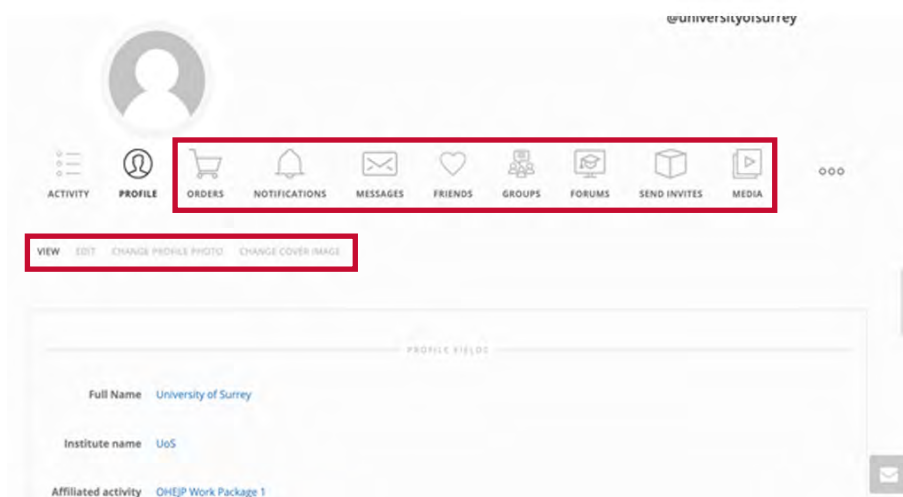 @universityofsurrey
ACTIVITY PROFILE ORDERS NOTIFICATIONS MESSAGES FRIENDS GROUPS FORUMS SEND INVITES MEDIA
VIEW EDIT CHANGE PROFILE PHOTO CHANGE COVER IMAGE
PROFILE FIELDS
Full Name University of Surrey
Institute name UoS
Affiliated activity OHEJP Work Package 1